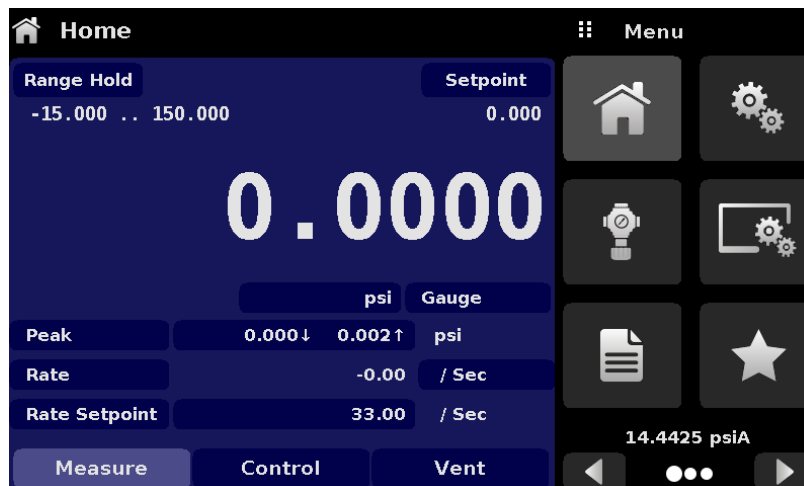 Home
Menu
Range Hold
Setpoint
-15.000 .. 150.000
0.000
0.0000
psi Gauge
Peak 0.000↓ 0.002↑ psi
Rate -0.00 / Sec
Rate Setpoint 33.00 / Sec
14.4425 psiA
Measure Control Vent